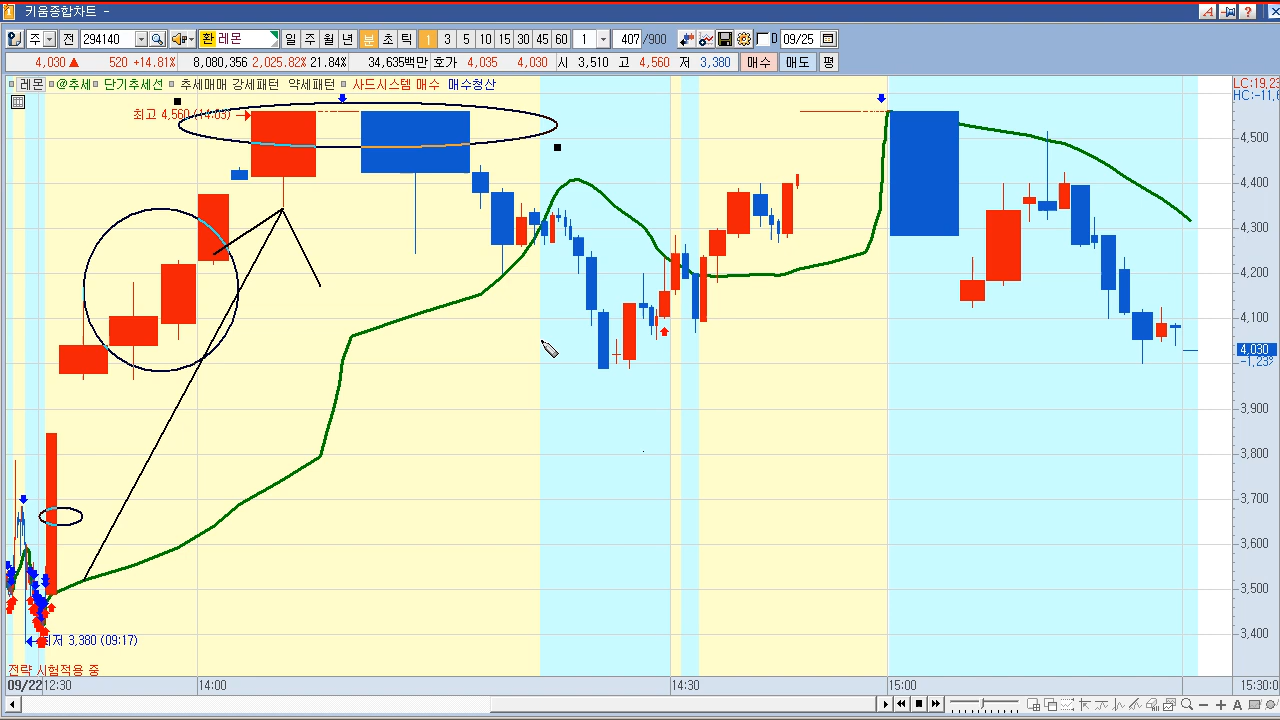 키움종합차트 -
주 전 294140 환 레몬 일 주 월 년 분 초 틱 1 3 5 10 15 30 45 60 1 407 /900 D 09/25
4,030 ▲ 520 +14.81% 8,080,356 2,025.82% 21.84% 34,635백만 호가 4,035 4,030 시 3,510 고 4,560 저 3,380 매수 매도 평
레몬 @추세 단기추세선 추세매매 강세패턴 약세패턴 사드시스템 매수 매수청산
LC:19,23
HC:-11,6
최고 4,560 (14:03)
4,500
4,400
4,300
4,200
4,100
4,030
-1,23%
3,900
3,800
3,700
3,600
3,500
3,400
최저 3,380 (09:17)
전략 시험적용 중
09/22 12:30 14:00 14:30 15:00 15:30:0